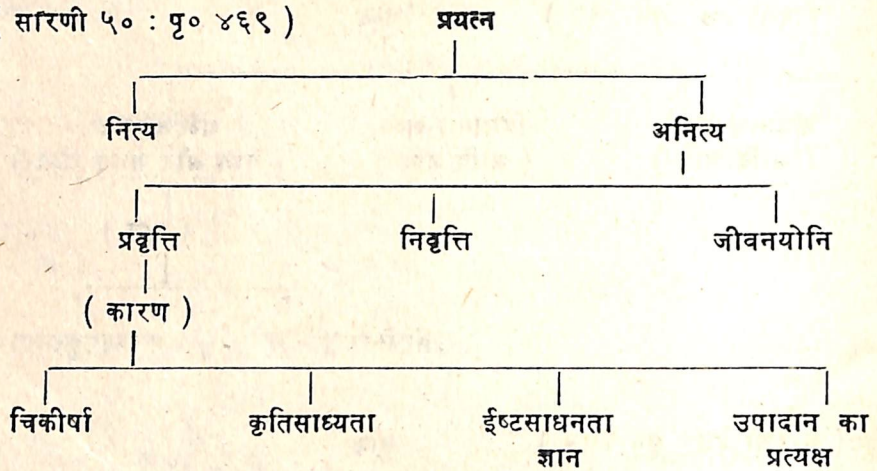 सारणी ५० : पृ० ४६९ ) प्रयत्न
नित्य अनित्य
प्रवृत्ति निवृत्ति जीवनयोनि
( कारण )
चिकीर्षा कृतिसाध्यता ईष्टसाधनता उपादान का
ज्ञान प्रत्यक्ष